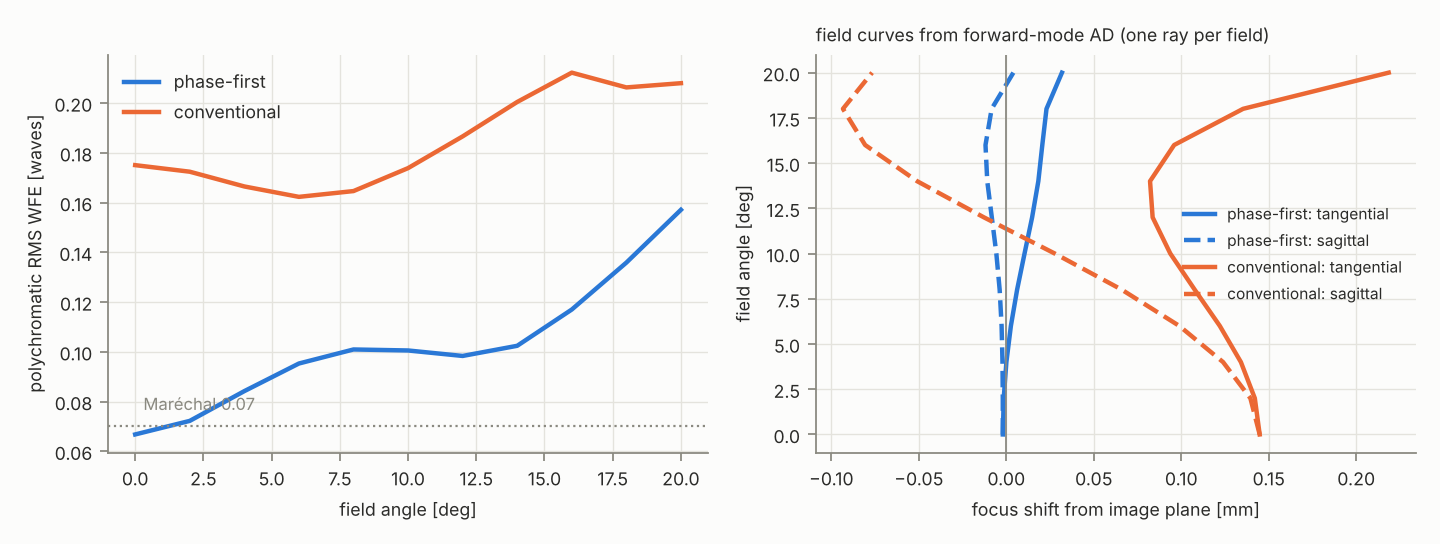 phase-first
conventional
Maréchal 0.07
polychromatic RMS WFE [waves]
0.20
0.18
0.16
0.14
0.12
0.10
0.08
0.06
0.0 2.5 5.0 7.5 10.0 12.5 15.0 17.5 20.0
field angle [deg]
field curves from forward-mode AD (one ray per field)
field angle [deg]
20.0
17.5
15.0
12.5
10.0
7.5
5.0
2.5
0.0
phase-first: tangential
phase-first: sagittal
conventional: tangential
conventional: sagittal
−0.10 −0.05 0.00 0.05 0.10 0.15 0.20
focus shift from image plane [mm]